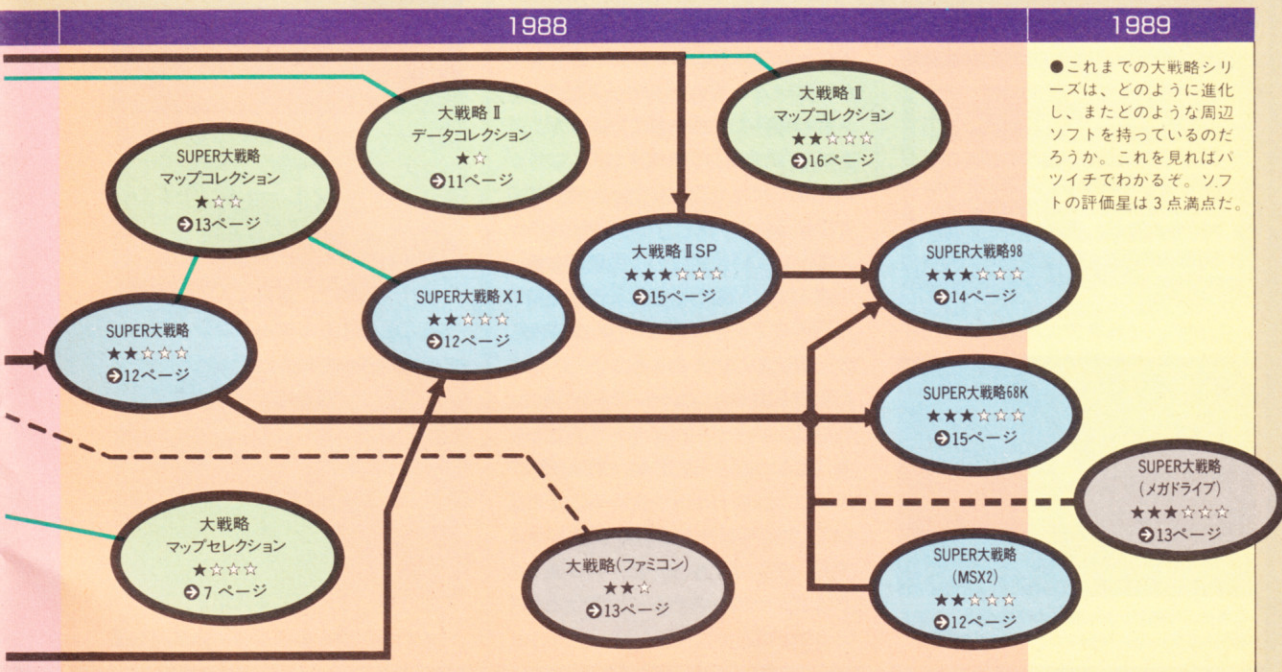 1988
1989
●これまでの大戦略シリ
ーズは、どのように進化
し、またどのような周辺
ソフトを持っているのだ
ろうか。これを見ればバ
ツイチでわかるぞ。ソフ
トの評価星は3点満点だ。
大戦略Ⅱ
データコレクション
★☆
➲11ページ
大戦略Ⅱ
マップコレクション
★★☆☆☆
➲16ページ
SUPER大戦略
マップコレクション
★☆☆
➲13ページ
大戦略ⅡSP
★★★☆☆☆
➲15ページ
SUPER大戦略98
★★★☆☆☆
➲14ページ
SUPER大戦略X1
★★☆☆☆
➲12ページ
SUPER大戦略
★★☆☆☆
➲12ページ
SUPER大戦略68K
★★★☆☆☆
➲15ページ
SUPER大戦略
(メガドライブ)
★★★☆☆☆
➲13ページ
大戦略
マップセレクション
★☆☆☆
➲7ページ
大戦略(ファミコン)
★★☆
➲13ページ
SUPER大戦略
(MSX2)
★★☆☆☆
➲12ページ